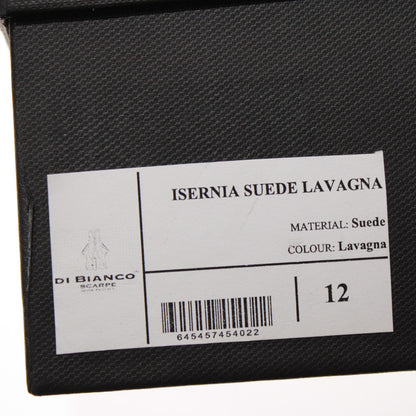 ISERNIA SUEDE LAVAGNA
MATERIAL: Suede
COLOUR: Lavagna
DI BIANCO
SCARPE
645457454022
12